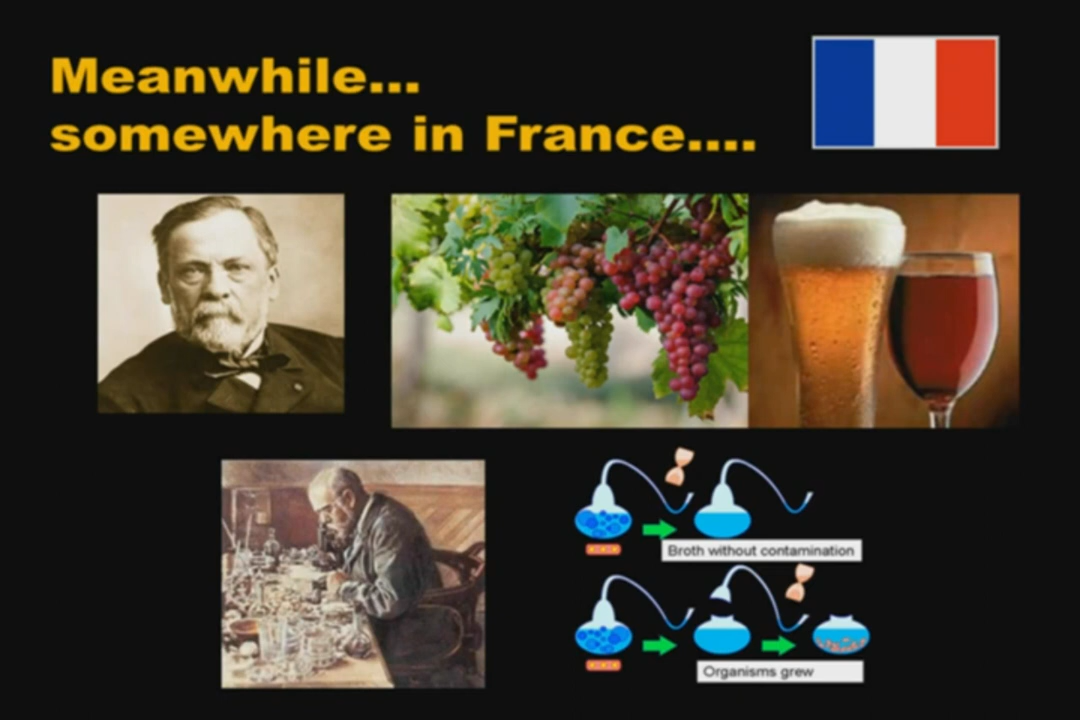 Meanwhile...
somewhere in France....
Broth without contamination
Organisms grew